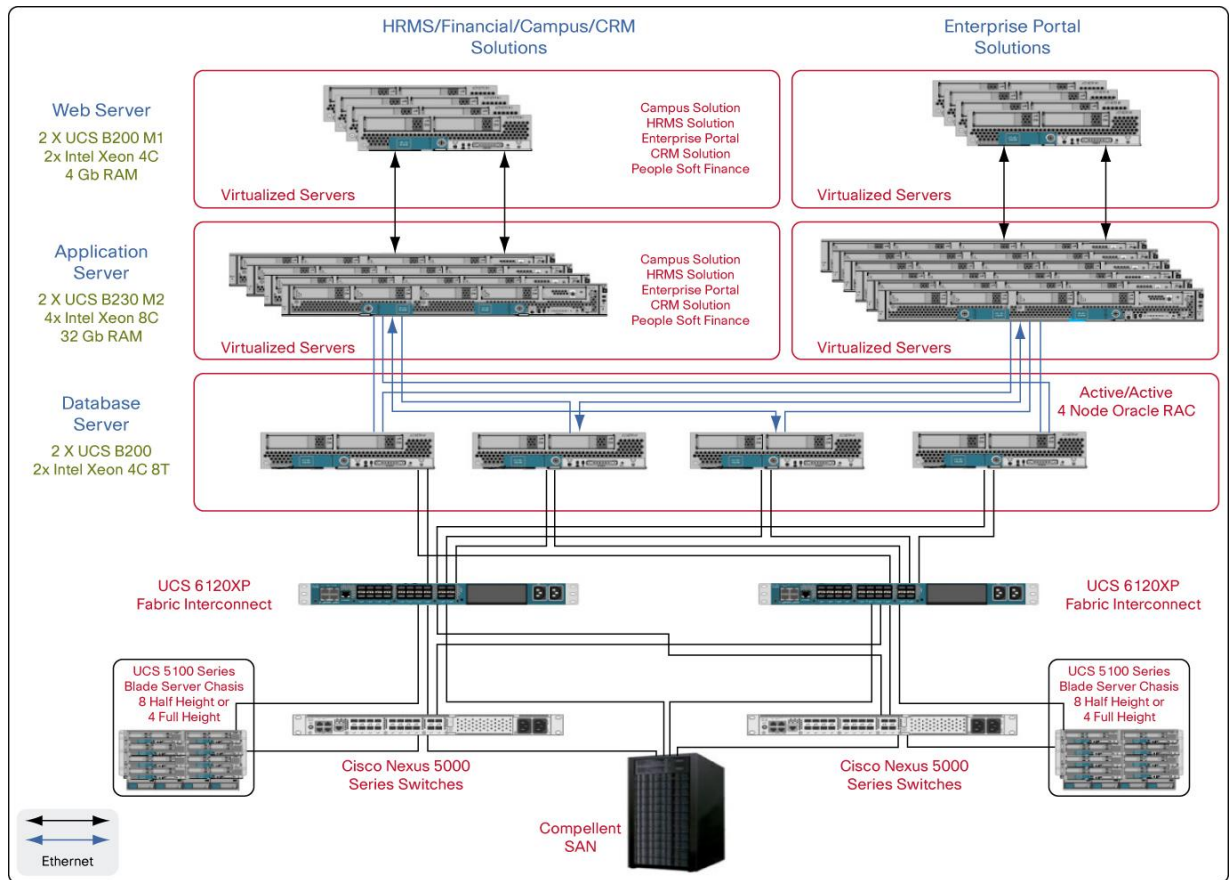 HRMS/Financial/Campus/CRM
Solutions
Enterprise Portal
Solutions
Web Server
2 X UCS B200 M1
2x Intel Xeon 4C
4 Gb RAM
Campus Solution
HRMS Solution
Enterprise Portal
CRM Solution
People Soft Finance
Virtualized Servers
Virtualized Servers
Application
Server
2 X UCS B230 M2
4x Intel Xeon 8C
32 Gb RAM
Campus Solution
HRMS Solution
Enterprise Portal
CRM Solution
People Soft Finance
Virtualized Servers
Virtualized Servers
Database
Server
2 X UCS B200
2x Intel Xeon 4C 8T
Active/Active
4 Node Oracle RAC
UCS 6120XP
Fabric Interconnect
UCS 6120XP
Fabric Interconnect
UCS 5100 Series
Blade Server Chasis
8 Half Height or
4 Full Height
UCS 5100 Series
Blade Server Chasis
8 Half Height or
4 Full Height
Cisco Nexus 5000
Series Switches
Cisco Nexus 5000
Series Switches
Compellent
SAN
Ethernet